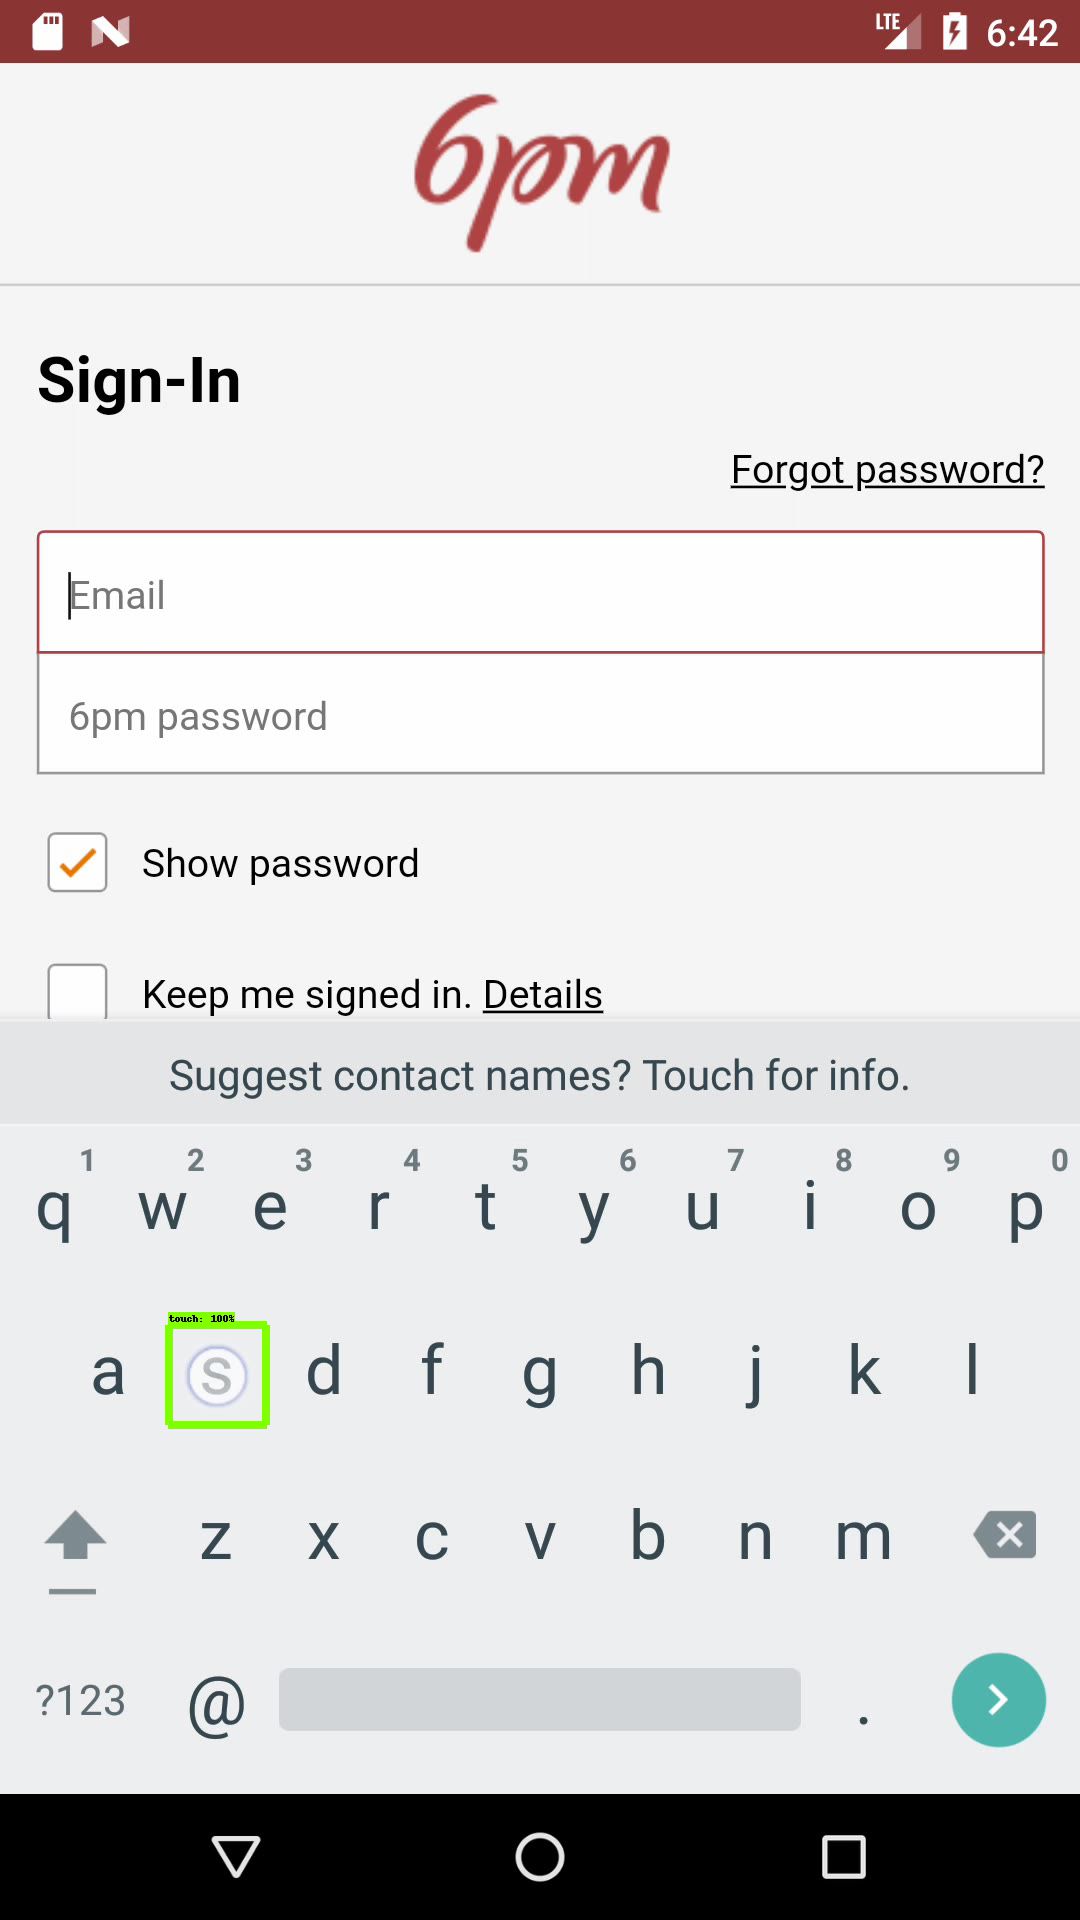 LTE 6:42
6pm
Sign-In
Forgot password?
Email
6pm password
Show password
Keep me signed in. Details
Suggest contact names? Touch for info.
1 2 3 4 5 6 7 8 9 0
q w e r t y u i o p
touch: 100%
a s d f g h j k l
z x c v b n m
?123 @ .